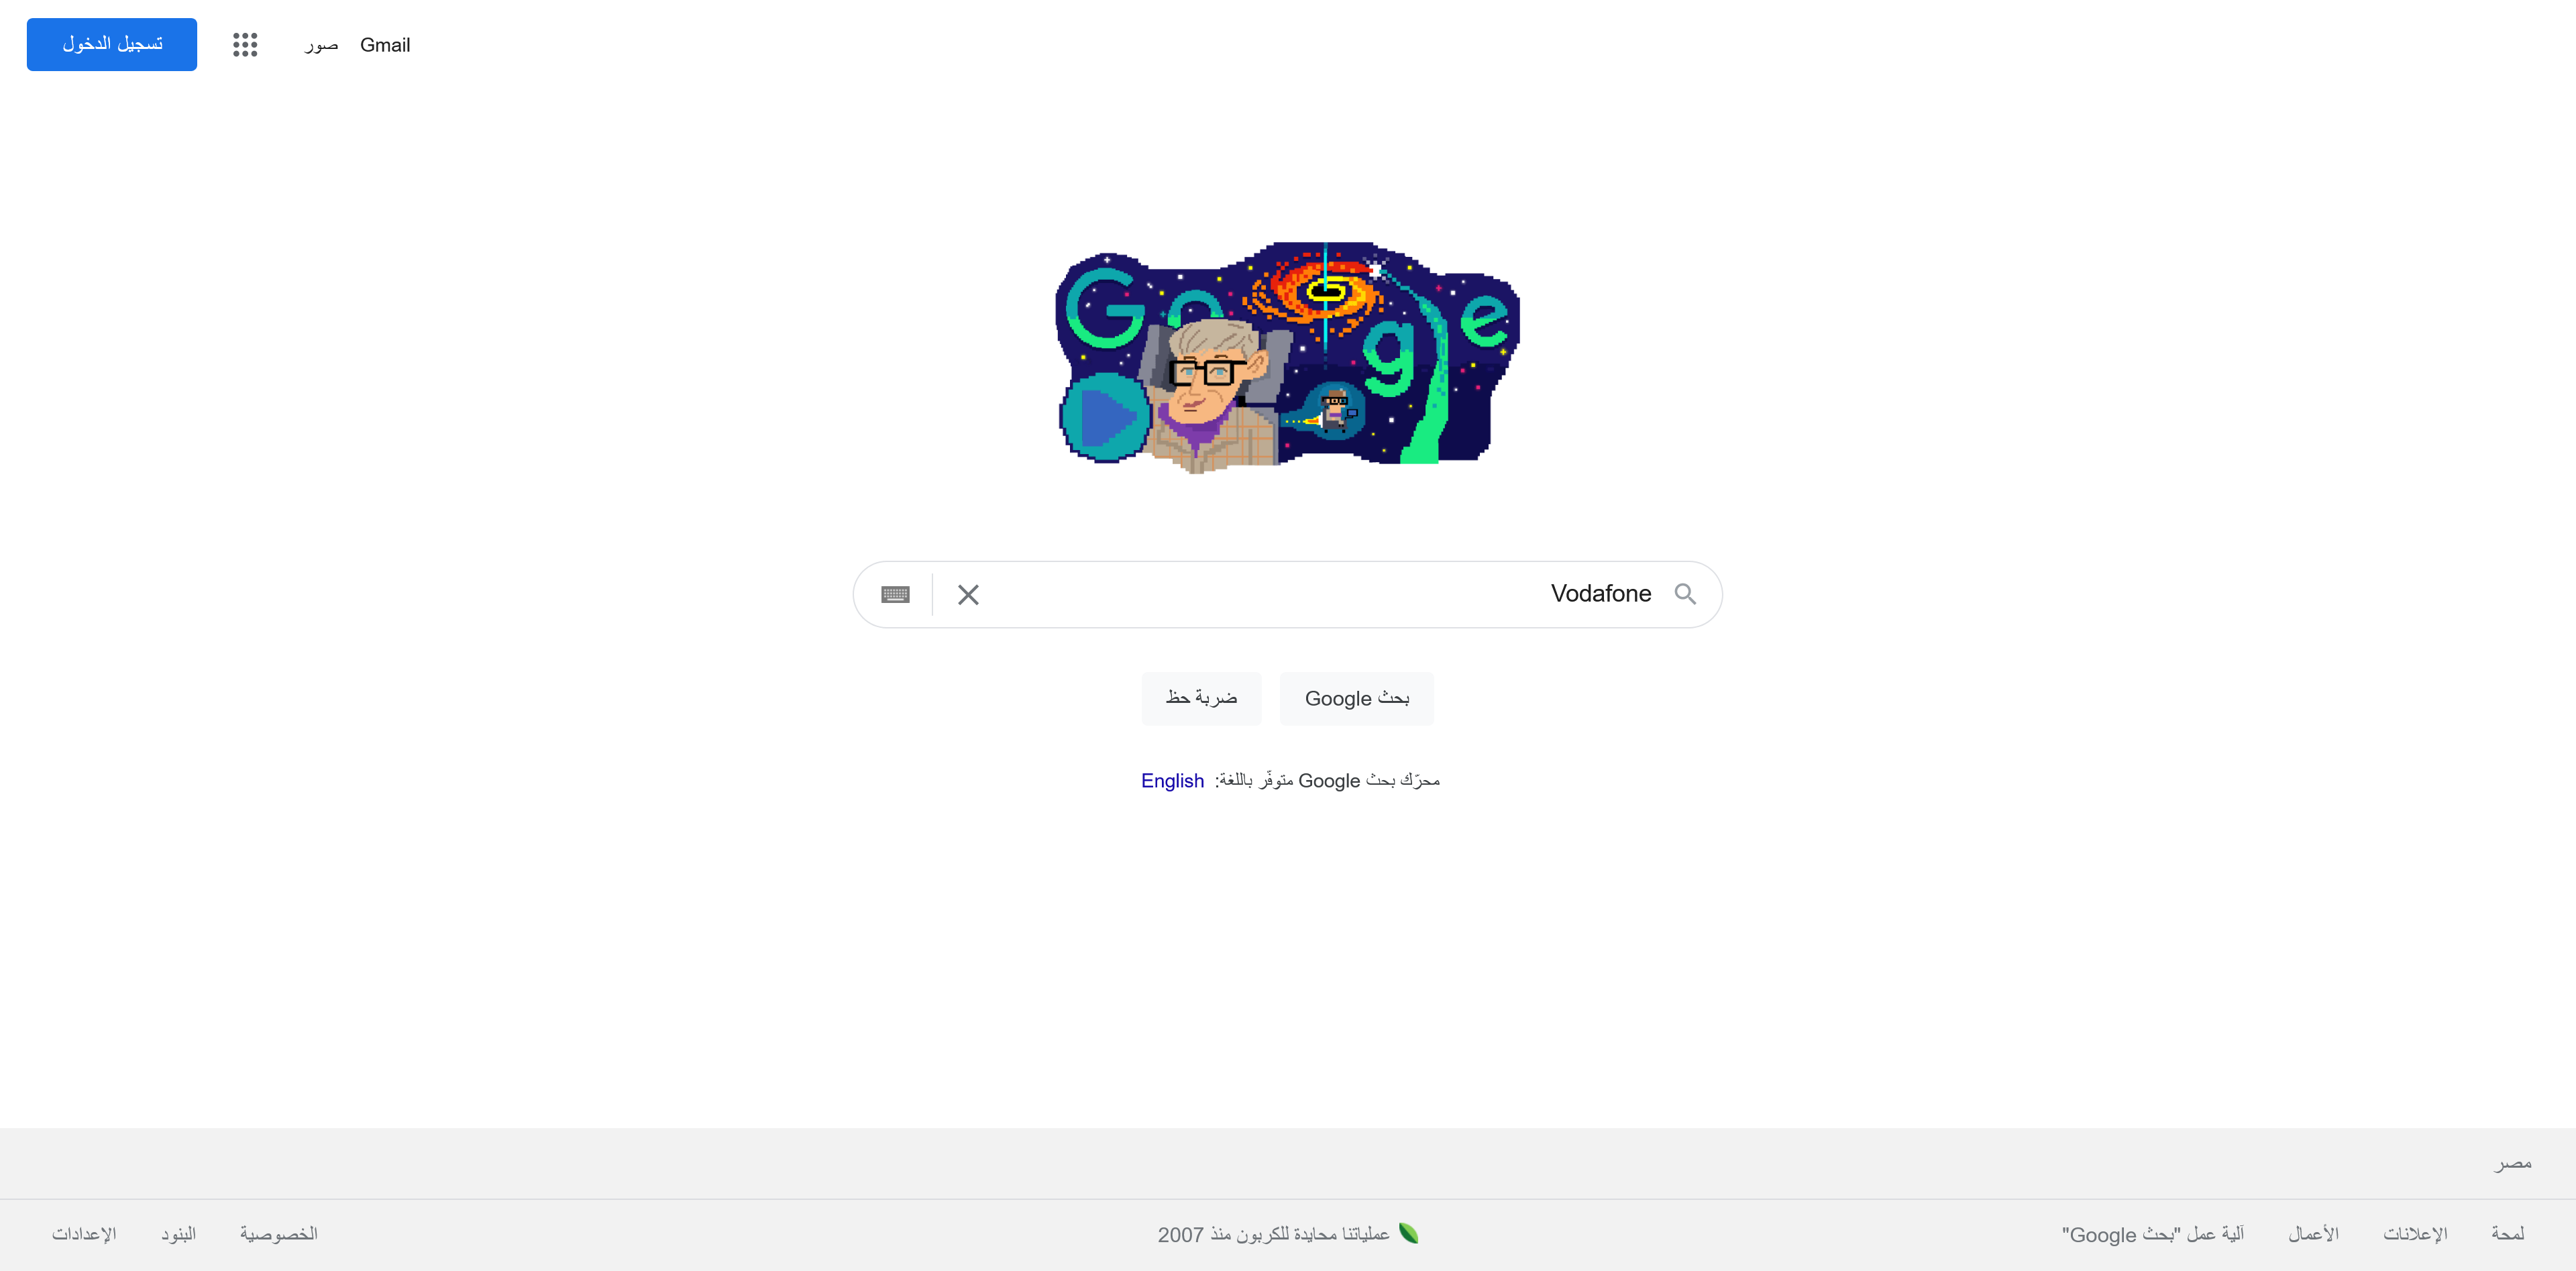 Gmail صور تسجيل الدخول
Google
Vodafone
بحث Google ضربة حظ
محرّك بحث Google متوفّر باللغة: English
مصر
لمحة الإعلانات الأعمال آلية عمل "بحث Google" عملياتنا محايدة للكربون منذ 2007 الخصوصية البنود الإعدادات